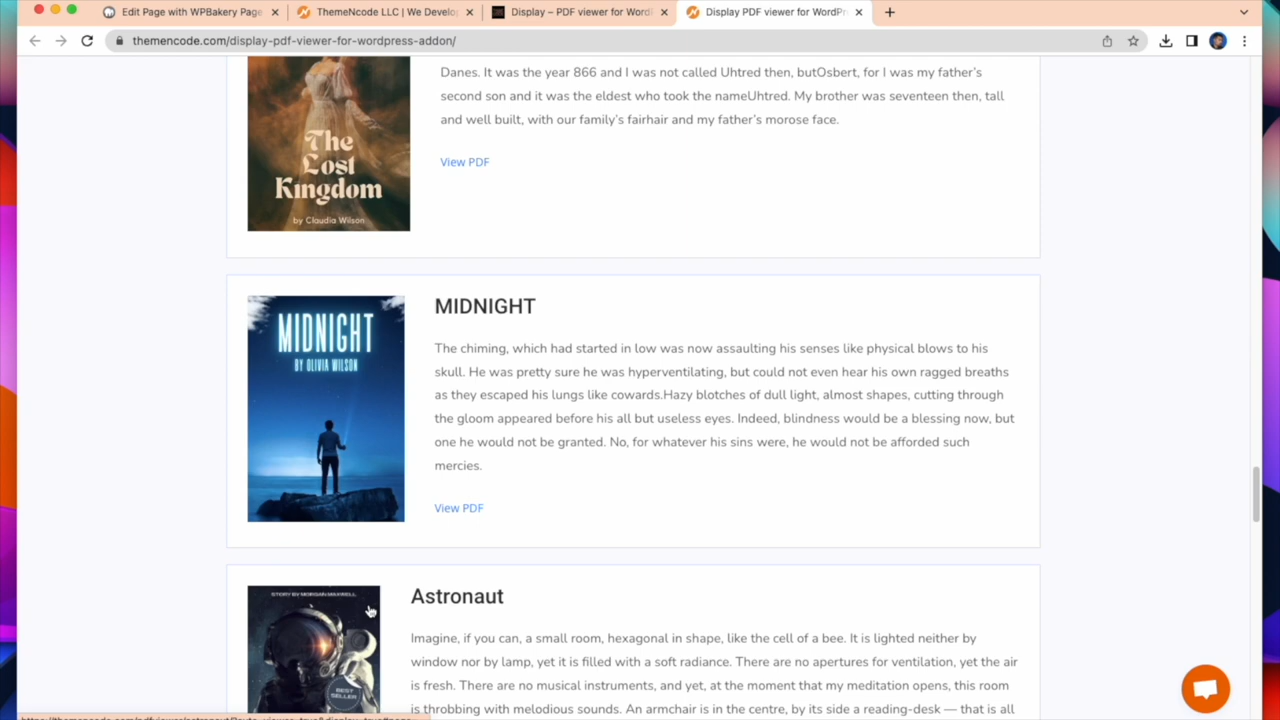 Edit Page with WPBakery Page
ThemeNcode LLC | We Develop
Display – PDF viewer for Word
Display PDF viewer for WordPr
themencode.com/display-pdf-viewer-for-wordpress-addon/
Danes. It was the year 866 and I was not called Uhtred then, butOsbert, for I was my father's
second son and it was the eldest who took the nameUhtred. My brother was seventeen then, tall
and well built, with our family's fairhair and my father's morose face.
View PDF
The
Lost
Kingdom
by Claudia Wilson
MIDNIGHT
BY OLIVIA WILSON
MIDNIGHT
The chiming, which had started in low was now assaulting his senses like physical blows to his
skull. He was pretty sure he was hyperventilating, but could not even hear his own ragged breaths
as they escaped his lungs like cowards.Hazy blotches of dull light, almost shapes, cutting through
the gloom appeared before his all but useless eyes. Indeed, blindness would be a blessing now, but
one he would not be granted. No, for whatever his sins were, he would not be afforded such
mercies.
View PDF
STORY BY MORGAN MAXWELL
BEST
SELLER
Astronaut
Imagine, if you can, a small room, hexagonal in shape, like the cell of a bee. It is lighted neither by
window nor by lamp, yet it is filled with a soft radiance. There are no apertures for ventilation, yet the air
is fresh. There are no musical instruments, and yet, at the moment that my meditation opens, this room
is throbbing with melodious sounds. An armchair is in the centre, by its side a reading-desk — that is all